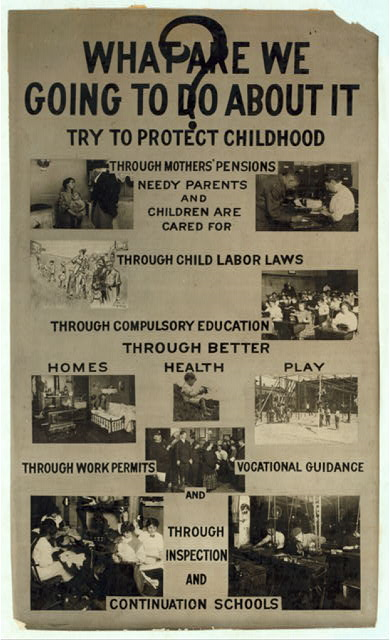 ?
WHAT ARE WE
GOING TO DO ABOUT IT
TRY TO PROTECT CHILDHOOD
THROUGH MOTHERS' PENSIONS
NEEDY PARENTS
AND
CHILDREN ARE
CARED FOR
THROUGH CHILD LABOR LAWS
THROUGH COMPULSORY EDUCATION
THROUGH BETTER
HOMES HEALTH PLAY
THROUGH WORK PERMITS VOCATIONAL GUIDANCE
AND
THROUGH
INSPECTION
AND
CONTINUATION SCHOOLS